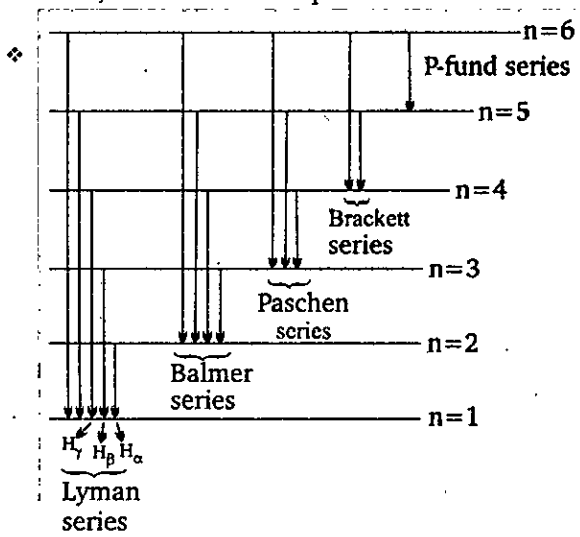 n=6
P-fund series
n=5
n=4
Brackett
series
n=3
Paschen
series
n=2
Balmer
series
n=1
Hγ Hβ Hα
Lyman
series